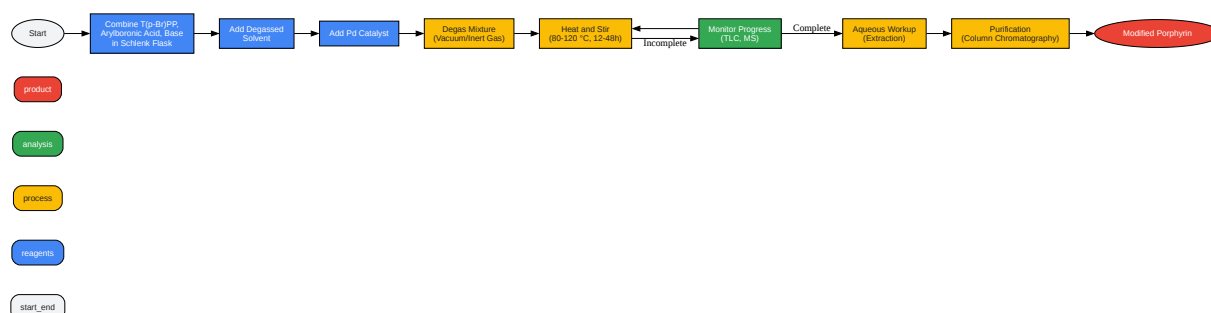 Start
Combine T(p-Br)PP,
Arylboronic Acid, Base
in Schlenk Flask
Add Degassed
Solvent
Add Pd Catalyst
Degas Mixture
(Vacuum/Inert Gas)
Heat and Stir
(80-120 °C, 12-48h)
Incomplete
Monitor Progress
(TLC, MS)
Complete
Aqueous Workup
(Extraction)
Purification
(Column Chromatography)
Modified Porphyrin
product
analysis
process
reagents
start_end